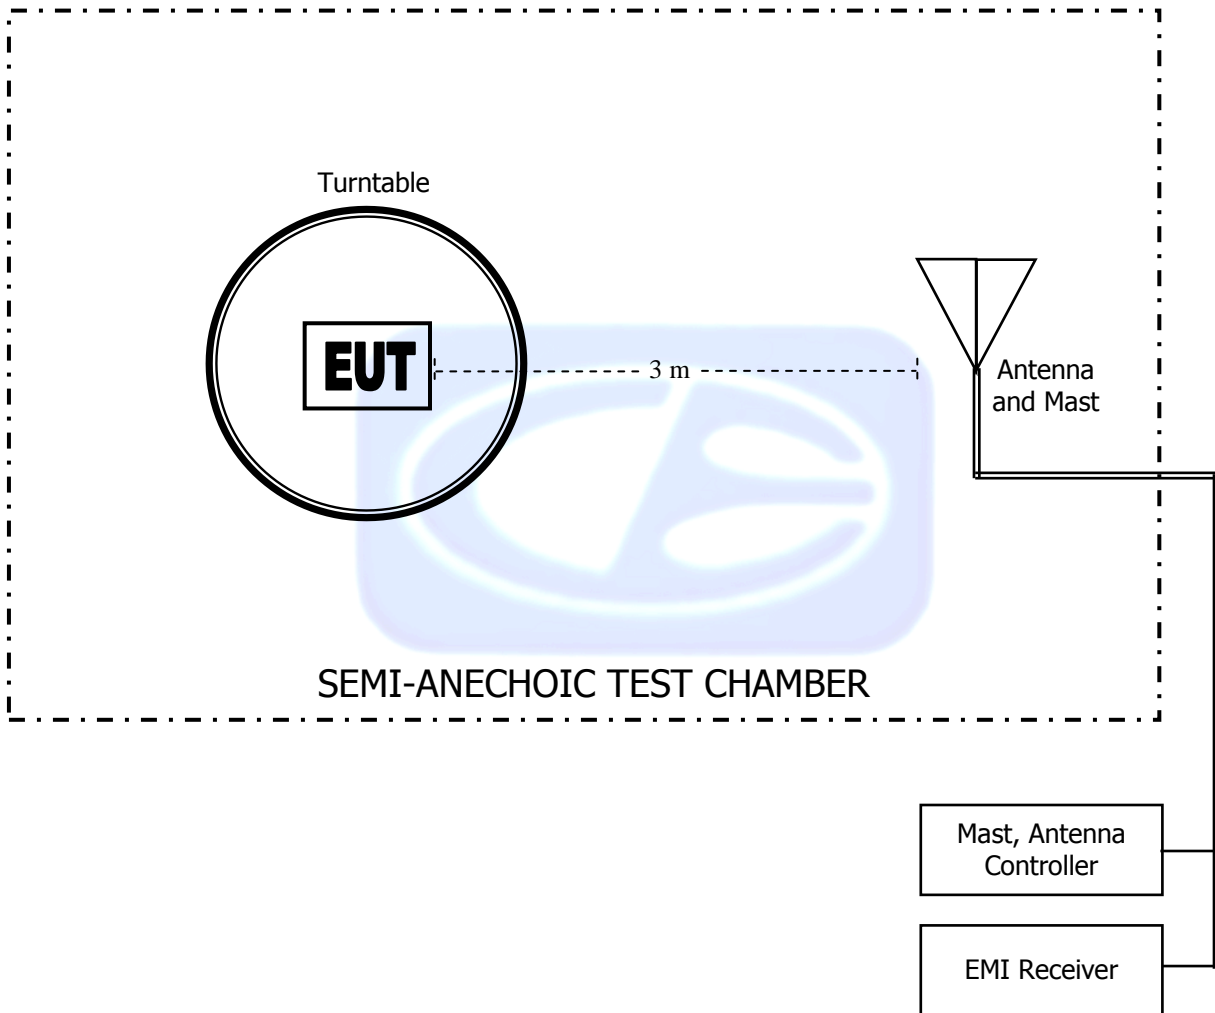 Turntable
EUT
3 m
Antenna
and Mast
SEMI-ANECHOIC TEST CHAMBER
Mast, Antenna
Controller
EMI Receiver